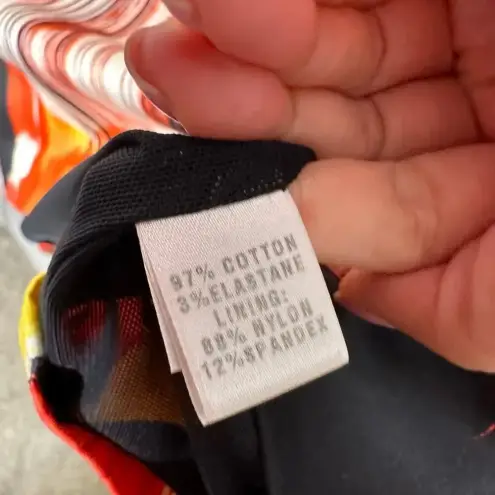 97% COTTON
3%ELASTANE
LINING:
88% NYLON
12%SPANDEX